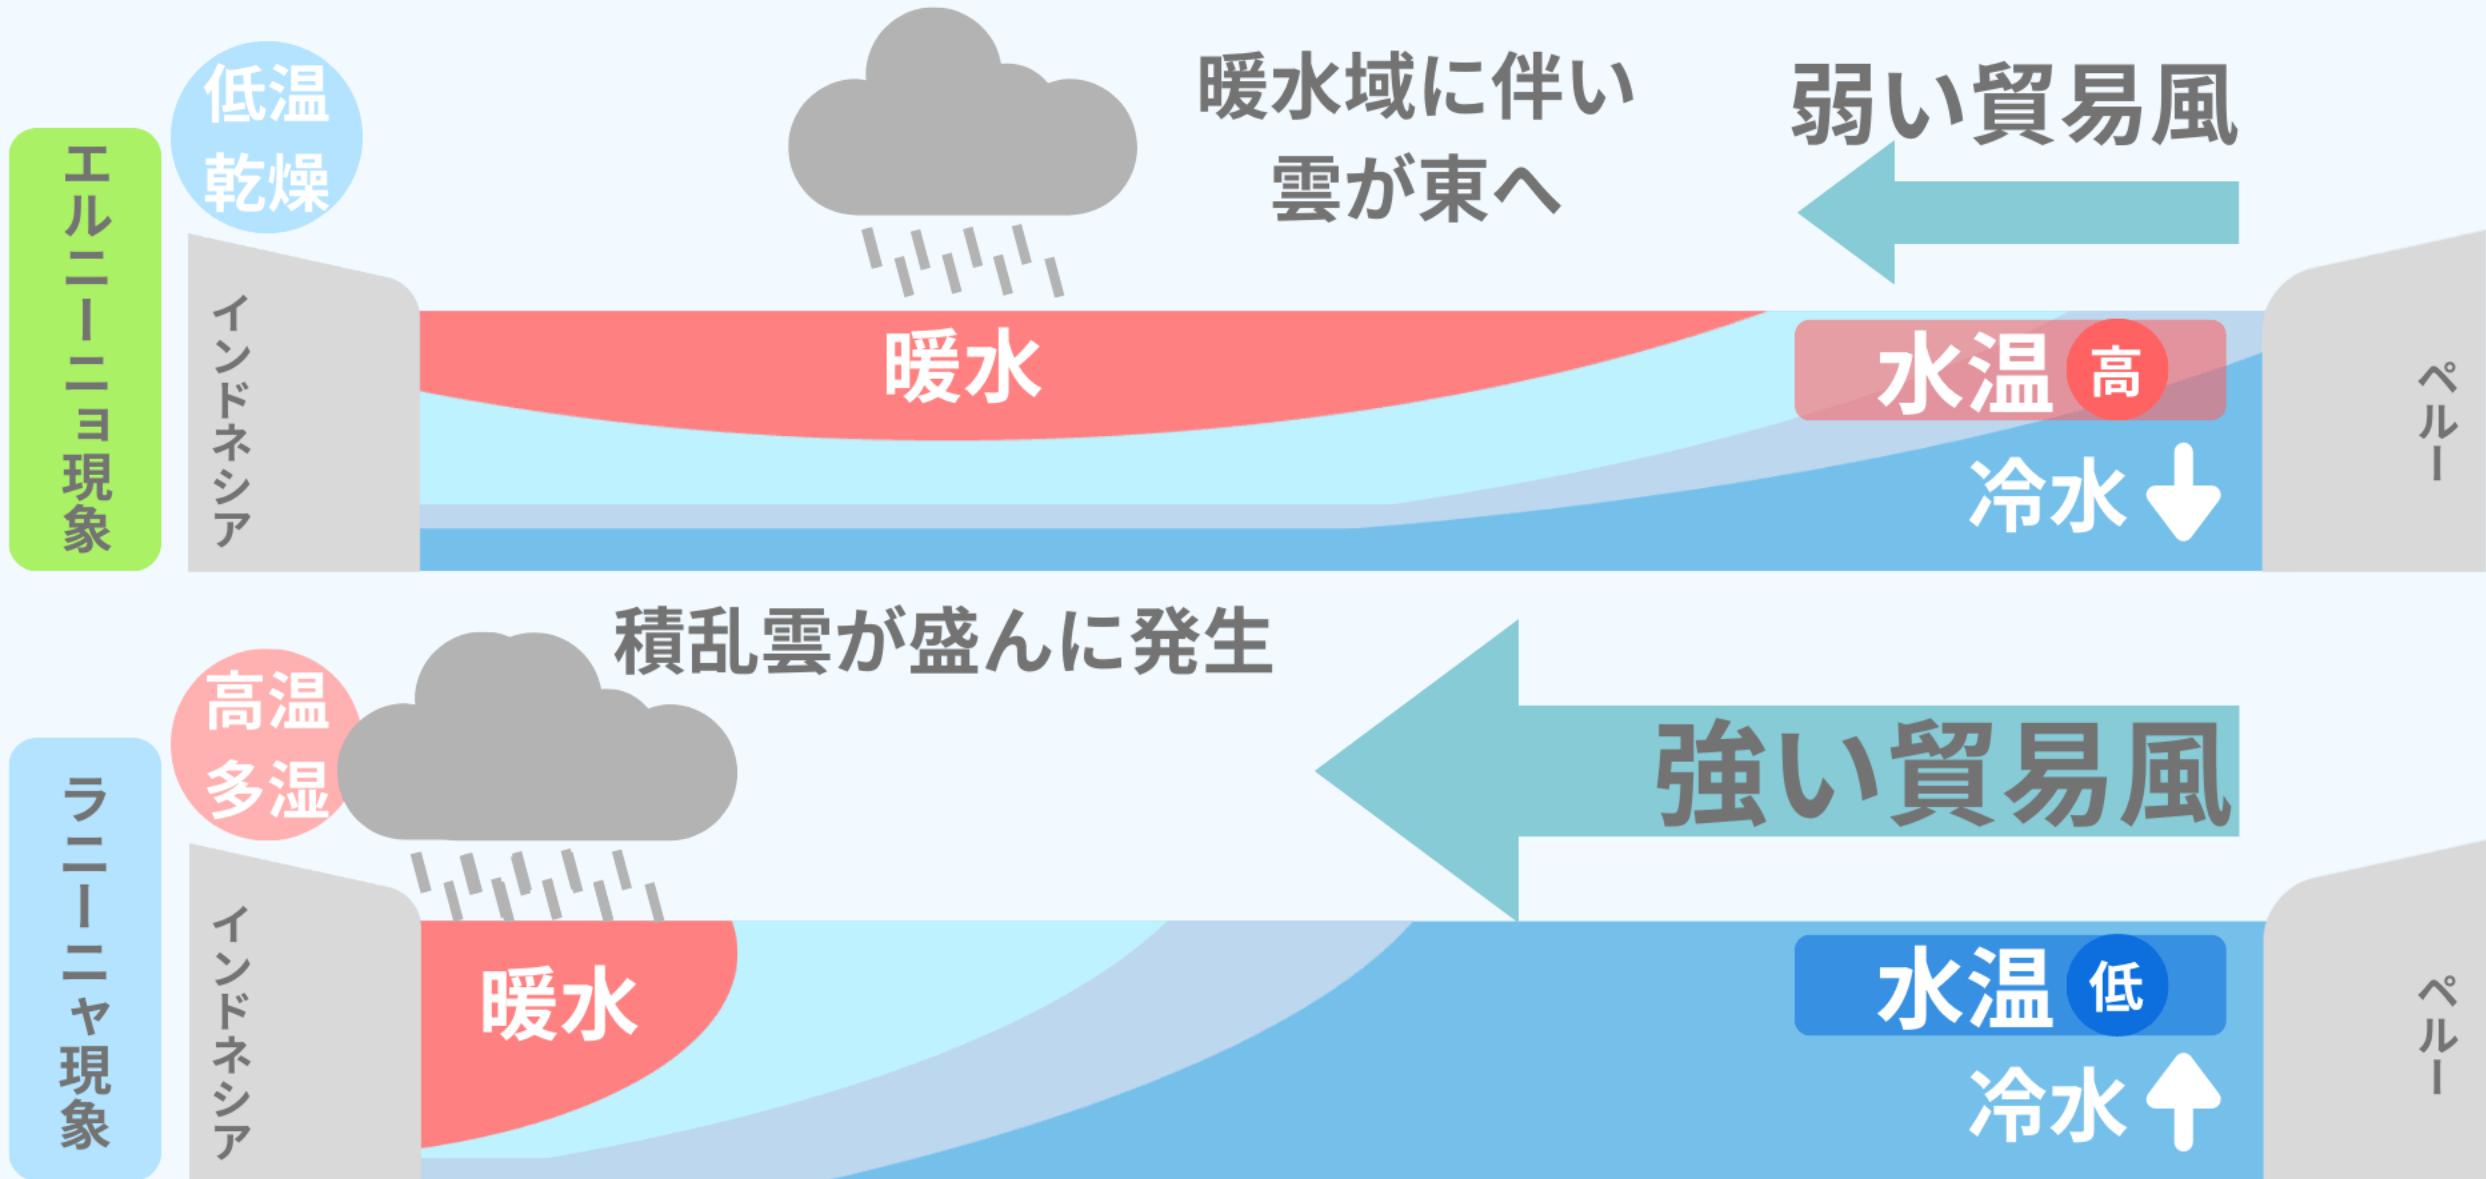 エルニーニョ現象
低温
乾燥
インドネシア
暖水域に伴い
雲が東へ
弱い貿易風
暖水
水温 高
冷水
ペルー
ラニーニャ現象
高温
多湿
インドネシア
積乱雲が盛んに発生
強い貿易風
暖水
水温 低
冷水
ペルー